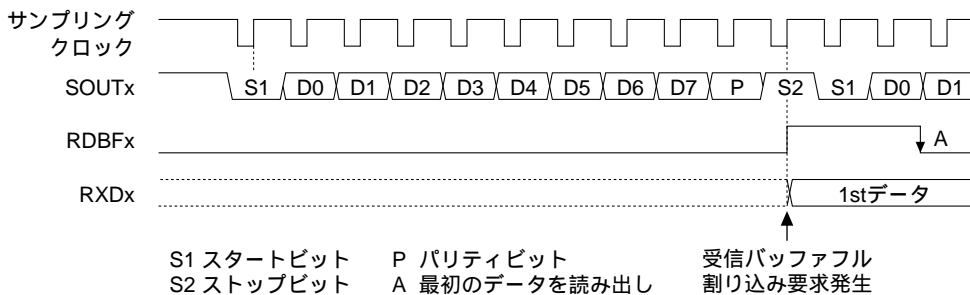 サンプリング
クロック
SOUTx S1 D0 D1 D2 D3 D4 D5 D6 D7 P S2 S1 D0 D1
RDBFx A
RXDx 1stデータ
S1 スタートビット P パリティビット 受信バッファフル
S2 ストップビット A 最初のデータを読み出し 割り込み要求発生